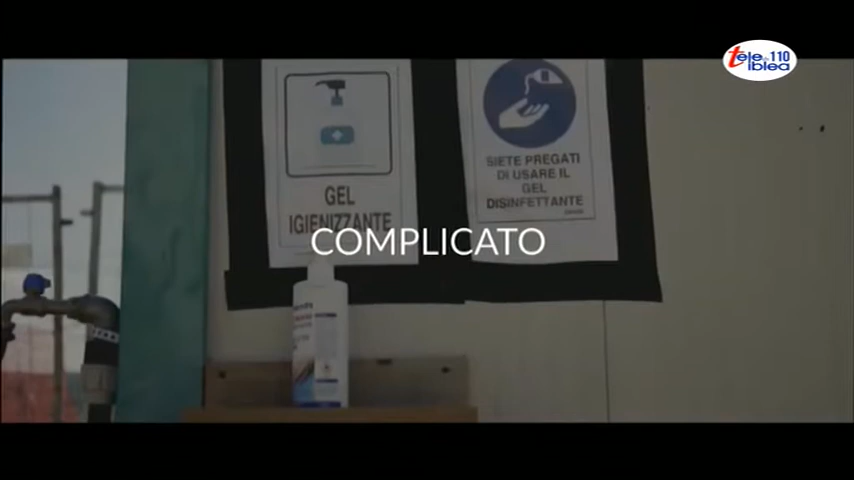 Tele 110
iblea
GEL
IGIENIZZANTE
SIETE PREGATI
DI USARE IL
GEL
DISINFETTANTE
COMPLICATO